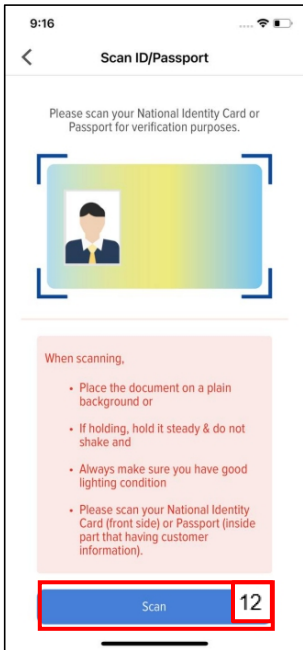 9:16
Scan ID/Passport
Please scan your National Identity Card or
Passport for verification purposes.
When scanning,
• Place the document on a plain
background or
• If holding, hold it steady & do not
shake and
• Always make sure you have good
lighting condition
• Please scan your National Identity
Card (front side) or Passport (inside
part that having customer
information).
Scan 12